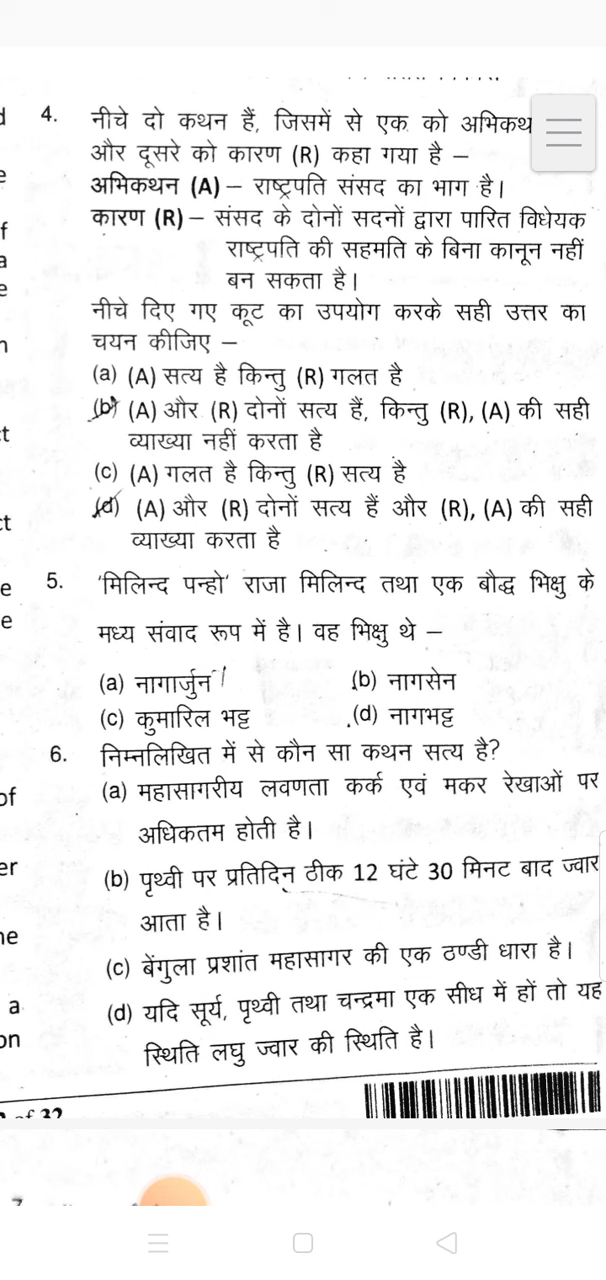 4. नीचे दो कथन हैं, जिसमें से एक को
और दूसरे को कारण (R) कहा गया है –
अभिकथन (A) – राष्ट्रपति संसद का भाग है।
कारण (R) – संसद के दोनों सदनों द्वारा पारित विधेयक
राष्ट्रपति की सहमति के बिना कानून नहीं
बन सकता है।
नीचे दिए गए कूट का उपयोग करके सही उत्तर का
चयन कीजिए –
(a) (A) सत्य है किन्तु (R) गलत है
(b) (A) और (R) दोनों सत्य हैं, किन्तु (R), (A) की सही
व्याख्या नहीं करता है
(c) (A) गलत है किन्तु (R) सत्य है
(d) (A) और (R) दोनों सत्य हैं और (R), (A) की सही
व्याख्या करता है
5. 'मिलिन्द पन्हो' राजा मिलिन्द तथा एक बौद्ध भिक्षु के
मध्य संवाद रूप में है। वह भिक्षु थे –
(a) नागार्जुन (b) नागसेन
(c) कुमारिल भट्ट (d) नागभट्ट
6. निम्नलिखित में से कौन सा कथन सत्य है?
(a) महासागरीय लवणता कर्क एवं मकर रेखाओं पर
अधिकतम होती है।
(b) पृथ्वी पर प्रतिदिन ठीक 12 घंटे 30 मिनट बाद ज्वार
आता है।
(c) बेंगुला प्रशांत महासागर की एक ठण्डी धारा है।
(d) यदि सूर्य, पृथ्वी तथा चन्द्रमा एक सीध में हों तो यह
स्थिति लघु ज्वार की स्थिति है।
of 32